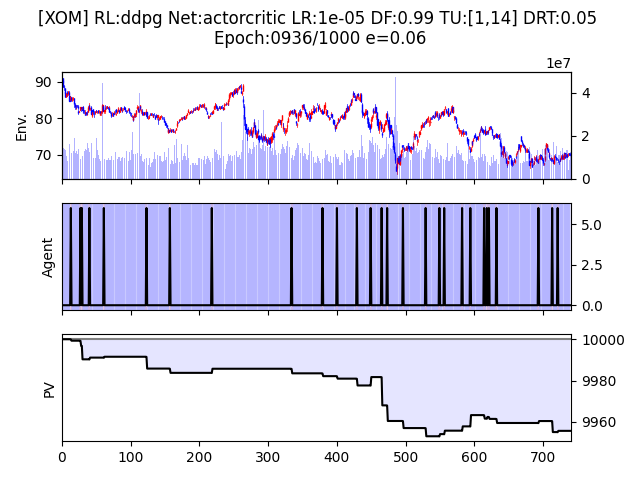 [XOM] RL:ddpg Net:actorcritic LR:1e-05 DF:0.99 TU:[1,14] DRT:0.05
Epoch:0936/1000 e=0.06
1e7
90
80
70
Env.
4
2
0
Agent
5.0
2.5
0.0
PV
10000
9980
9960
0 100 200 300 400 500 600 700